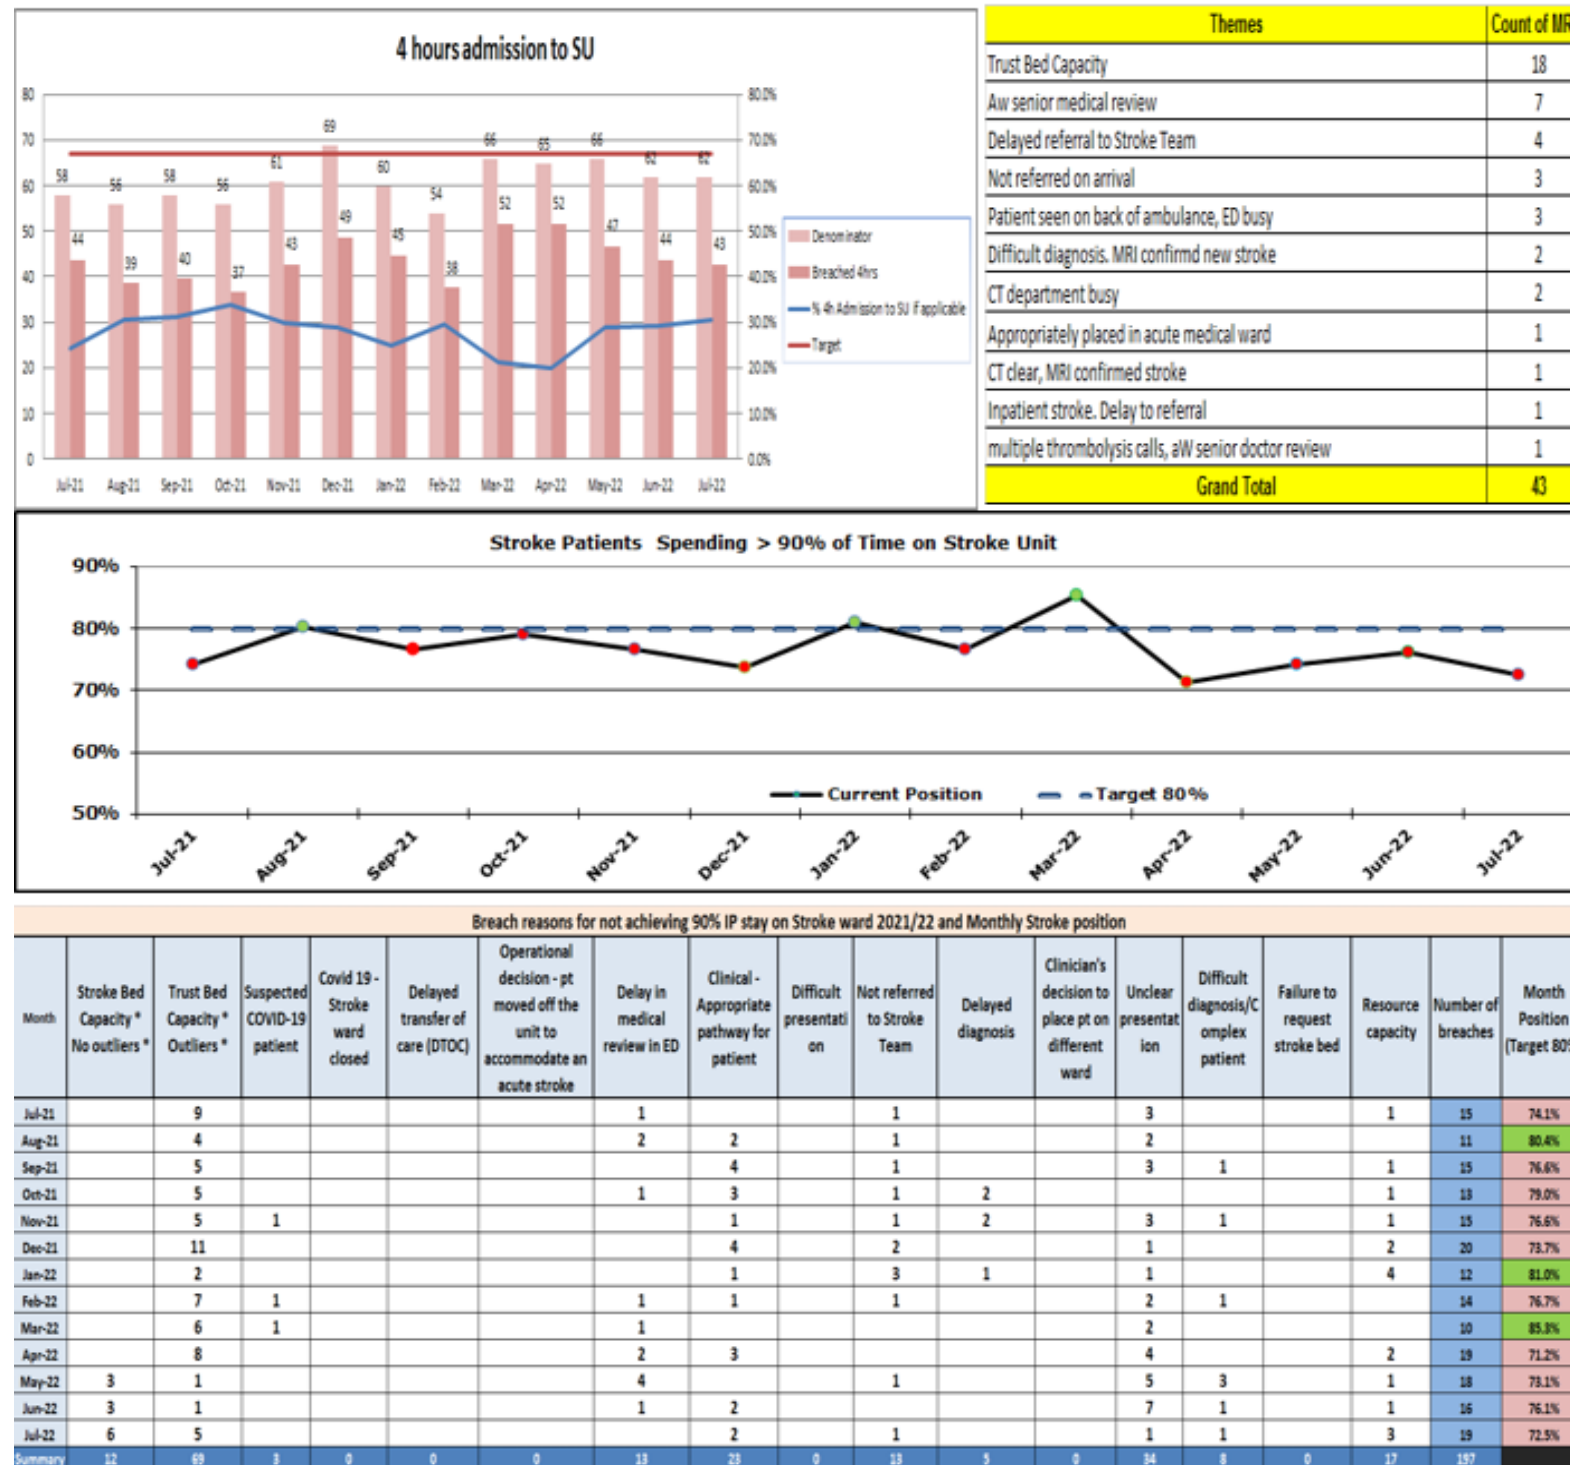 4 hours admission to SU
80
70
60
50
40
30
20
10
0
80.0%
70.0%
60.0%
50.0%
40.0%
30.0%
20.0%
10.0%
0.0%
58 56 58 56 61 69 60 54 66 65 66 62 62
44 39 40 37 43 49 45 38 52 52 47 44 43
Jul-21 Aug-21 Sep-21 Oct-21 Nov-21 Dec-21 Jan-22 Feb-22 Mar-22 Apr-22 May-22 Jun-22 Jul-22
Denominator
Breached 4hrs
% 4h Admission to SU if applicable
Target
Themes Count of MR
Trust Bed Capacity 18
Aw senior medical review 7
Delayed referral to Stroke Team 4
Not referred on arrival 3
Patient seen on back of ambulance, ED busy 3
Difficult diagnosis. MRI confirmd new stroke 2
CT department busy 2
Appropriately placed in acute medical ward 1
CT clear, MRI confirmed stroke 1
Inpatient stroke. Delay to referral 1
multiple thrombolysis calls, aW senior doctor review 1
Grand Total 43
Stroke Patients Spending > 90% of Time on Stroke Unit
90%
80%
70%
60%
50%
Current Position Target 80%
Jul-21 Aug-21 Sep-21 Oct-21 Nov-21 Dec-21 Jan-22 Feb-22 Mar-22 Apr-22 May-22 Jun-22 Jul-22
Breach reasons for not achieving 90% IP stay on Stroke ward 2021/22 and Monthly Stroke position
Month
Stroke Bed
Capacity *
No outliers *
Trust Bed
Capacity *
Outliers *
Suspected
COVID-19
patient
Covid 19 -
Stroke
ward
closed
Delayed
transfer of
care (DTOC)
Operational
decision - pt
moved off the
unit to
accommodate an
acute stroke
Delay in
medical
review in ED
Clinical -
Appropriate
pathway for
patient
Difficult
presentati
on
Not referred
to Stroke
Team
Delayed
diagnosis
Clinician's
decision to
place pt on
different
ward
Unclear
presentat
ion
Difficult
diagnosis/C
omplex
patient
Failure to
request
stroke bed
Resource
capacity
Number of
breaches
Month
Position
(Target 80%
Jul-21 9 1 1 3 1 15 74.1%
Aug-21 4 2 2 1 2 11 80.4%
Sep-21 5 4 1 3 1 1 15 76.6%
Oct-21 5 1 3 1 2 1 13 79.0%
Nov-21 5 1 1 1 2 3 1 1 15 76.6%
Dec-21 11 4 2 1 2 20 73.7%
Jan-22 2 1 3 1 1 4 12 81.0%
Feb-22 7 1 1 1 1 2 1 14 76.7%
Mar-22 6 1 1 2 10 85.3%
Apr-22 8 2 3 4 2 19 71.2%
May-22 3 1 4 1 5 3 1 18 73.1%
Jun-22 3 1 1 2 7 1 1 16 76.1%
Jul-22 6 5 2 1 1 1 3 19 72.5%
Summary 12 69 3 0 0 0 13 23 0 13 5 0 34 8 0 17 197